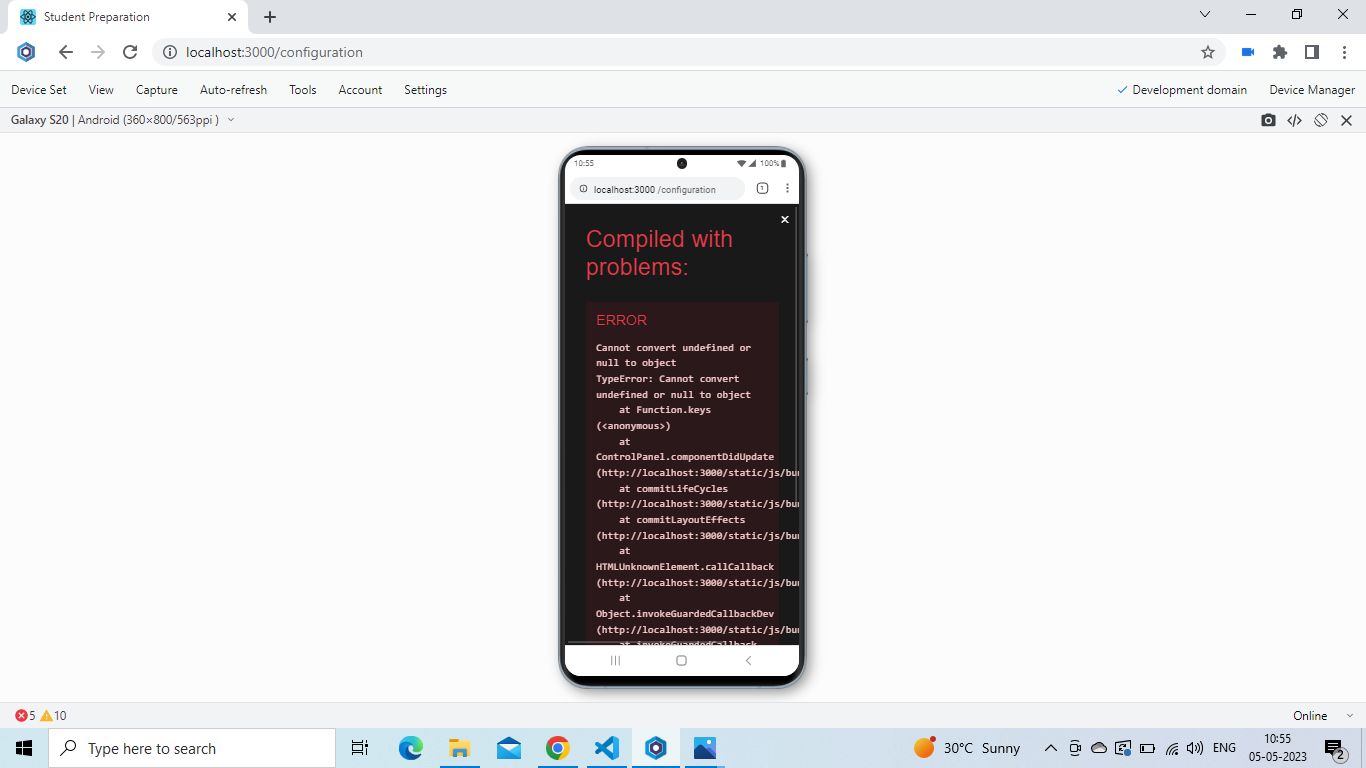 Student Preparation
localhost:3000/configuration
Device Set View Capture Auto-refresh Tools Account Settings Development domain Device Manager
Galaxy S20 | Android (360×800/563ppi )
10:55 100%
localhost:3000 /configuration 1
Compiled with
problems:
ERROR
Cannot convert undefined or
null to object
TypeError: Cannot convert
undefined or null to object
at Function.keys
(<anonymous>)
at
ControlPanel.componentDidUpdate
(http://localhost:3000/static/js/bu
at commitLifeCycles
(http://localhost:3000/static/js/bu
at commitLayoutEffects
(http://localhost:3000/static/js/bu
at
HTMLUnknownElement.callCallback
(http://localhost:3000/static/js/bu
at
Object.invokeGuardedCallbackDev
(http://localhost:3000/static/js/bu
at invokeGuardedCallback
5 10 Online
Type here to search 30°C Sunny ENG 10:55
05-05-2023 2